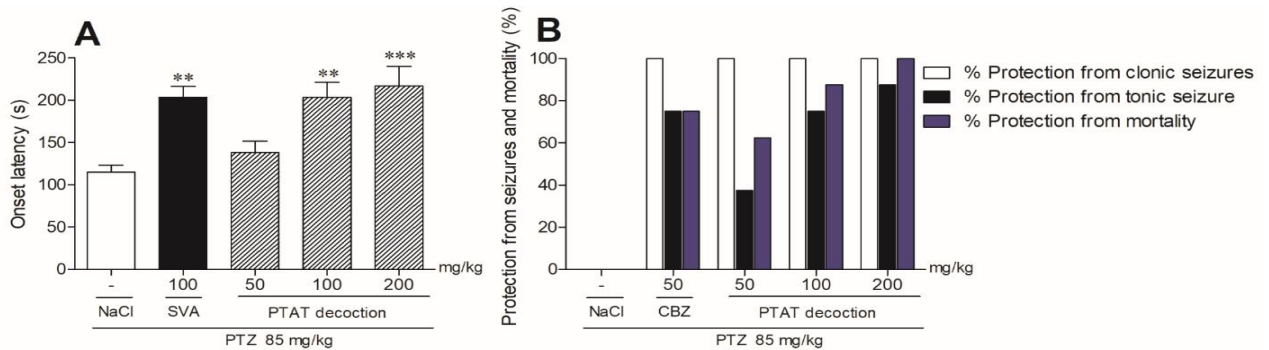 A
Onset latency (s)
250
200
150
100
50
0
**
**
***
- 100 50 100 200 mg/kg
NaCl SVA PTAT decoction
PTZ 85 mg/kg
B
Protection from seizures and mortality (%)
100
80
60
40
20
0
- 50 50 100 200 mg/kg
NaCl CBZ PTAT decoction
PTZ 85 mg/kg
% Protection from clonic seizures
% Protection from tonic seizure
% Protection from mortality